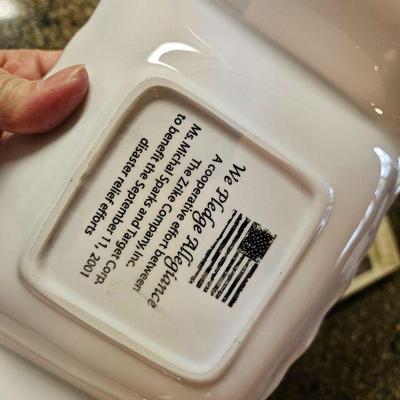 We Pledge Allegiance
A cooperative effort between
The Zrike Company, Inc.
Ms. Michal Sparks and Target Corp.
to benefit the September 11, 2001
disaster relief efforts